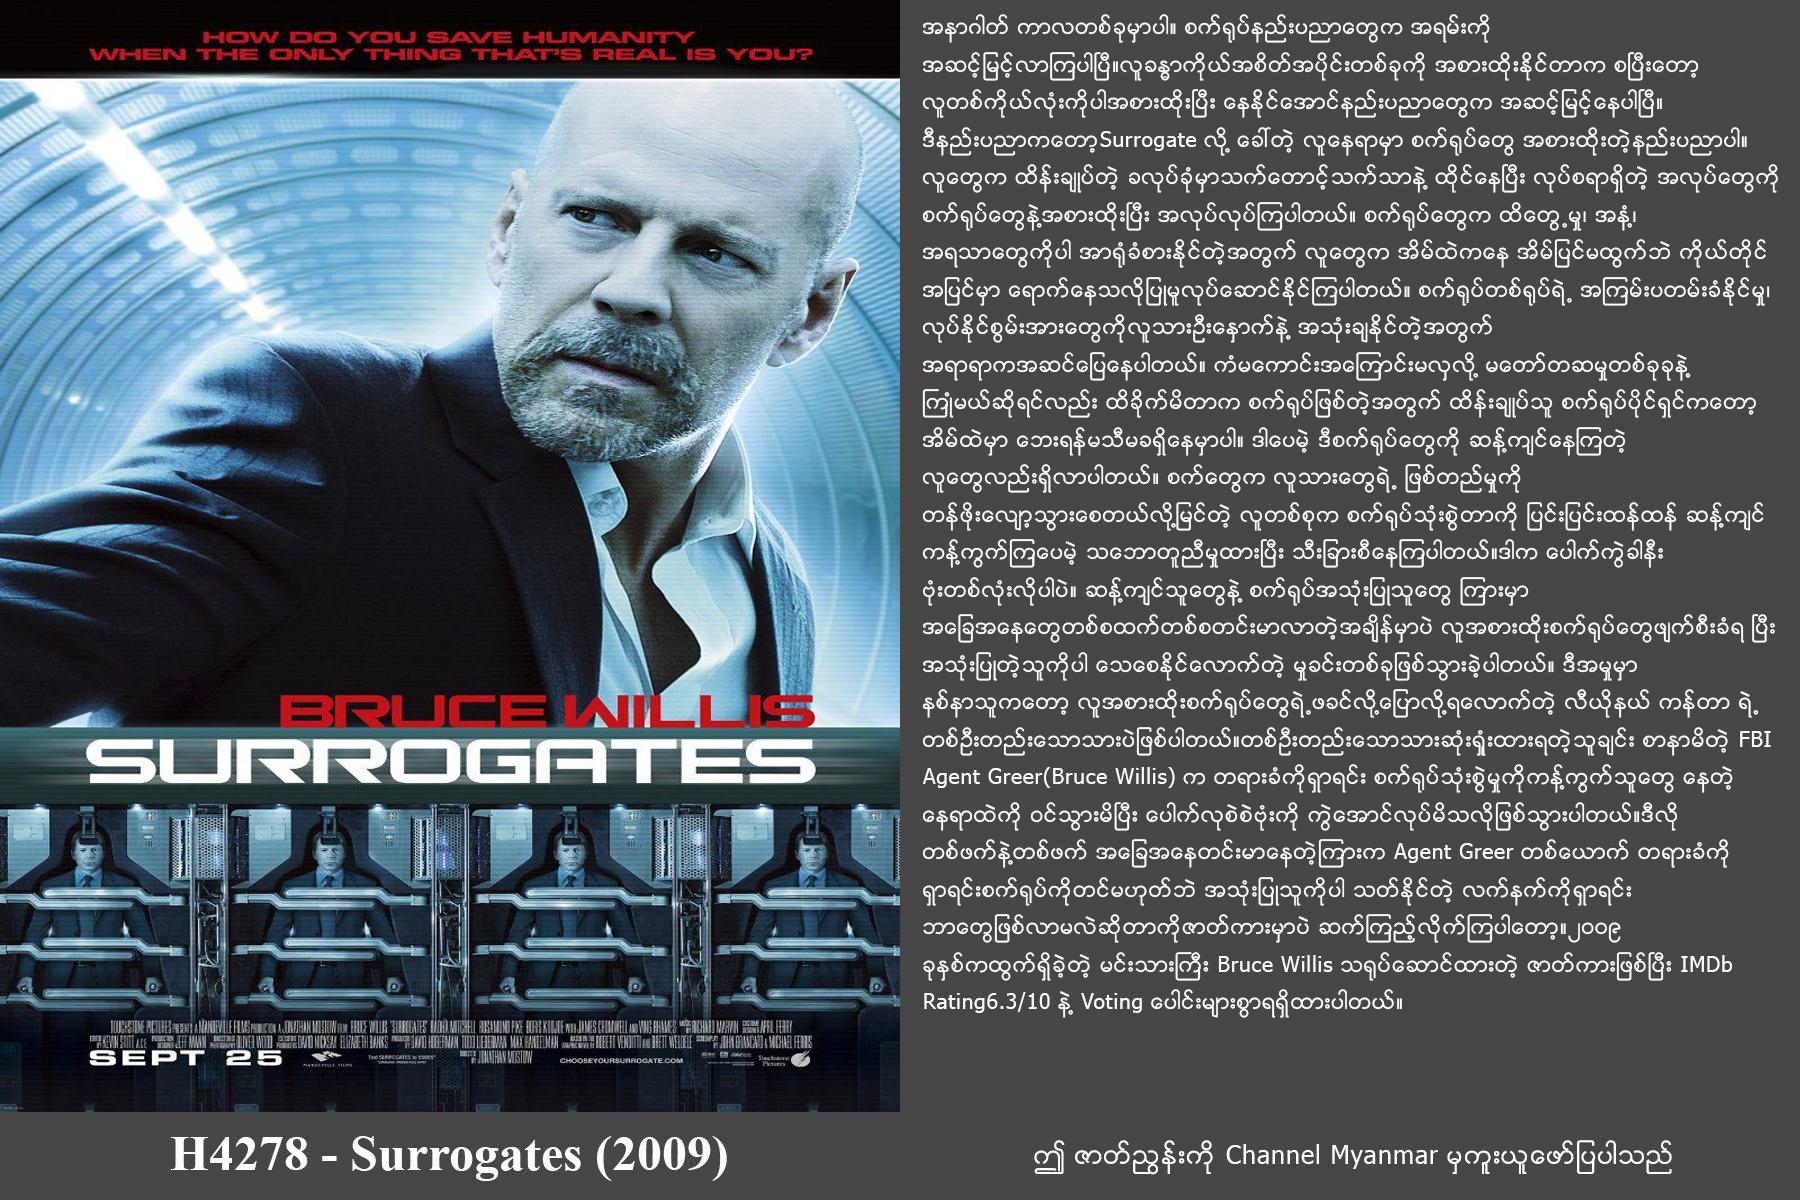 HOW DO YOU SAVE HUMANITY
WHEN THE ONLY THING THAT'S REAL IS YOU?
BRUCE WILLIS
SURROGATES
SEPT 25
CHOOSEYOURSURROGATE.COM
H4278 - Surrogates (2009)
အနာဂါတ် ကာလတစ်ခုမှာပါ။ စက်ရုပ်နည်းပညာတွေက အရမ်းကို
အဆင့်မြင့်လာကြပါပြီ။လူခန္ဓာကိုယ်အစိတ်အပိုင်းတစ်ခုကို အစားထိုးနိုင်တာက စပြီးတော့
လူတစ်ကိုယ်လုံးကိုပါအစားထိုးပြီး နေနိုင်အောင်နည်းပညာတွေက အဆင့်မြင့်နေပါပြီ။
ဒီနည်းပညာကတော့Surrogate လို့ ခေါ်တဲ့ လူနေရာမှာ စက်ရုပ်တွေ အစားထိုးတဲ့နည်းပညာပါ။
လူတွေက ထိန်းချုပ်တဲ့ ခလုပ်ခုံမှာသက်တောင့်သက်သာနဲ့ ထိုင်နေပြီး လုပ်စရာရှိတဲ့ အလုပ်တွေကို
စက်ရုပ်တွေနဲ့အစားထိုးပြီး အလုပ်လုပ်ကြပါတယ်။ စက်ရုပ်တွေက ထိတွေ့မှု၊ အနံ့၊
အရသာတွေကိုပါ အာရုံခံစားနိုင်တဲ့အတွက် လူတွေက အိမ်ထဲကနေ အိမ်ပြင်မထွက်ဘဲ ကိုယ်တိုင်
အပြင်မှာ ရောက်နေသလိုပြုမူလုပ်ဆောင်နိုင်ကြပါတယ်။ စက်ရုပ်တစ်ရုပ်ရဲ့ အကြမ်းပတမ်းခံနိုင်မှု၊
လုပ်နိုင်စွမ်းအားတွေကိုလူသားဦးနှောက်နဲ့ အသုံးချနိုင်တဲ့အတွက်
အရာရာကအဆင်ပြေနေပါတယ်။ ကံမကောင်းအကြောင်းမလှလို့ မတော်တဆမှုတစ်ခုခုနဲ့
ကြုံမယ်ဆိုရင်လည်း ထိခိုက်မိတာက စက်ရုပ်ဖြစ်တဲ့အတွက် ထိန်းချုပ်သူ စက်ရုပ်ပိုင်ရှင်ကတော့
အိမ်ထဲမှာ ဘေးရန်မသီမခရှိနေမှာပါ။ ဒါပေမဲ့ ဒီစက်ရုပ်တွေကို ဆန့်ကျင်နေကြတဲ့
လူတွေလည်းရှိလာပါတယ်။ စက်တွေက လူသားတွေရဲ့ ဖြစ်တည်မှုကို
တန်ဖိုးလျော့သွားစေတယ်လို့မြင်တဲ့ လူတစ်စုက စက်ရုပ်သုံးစွဲတာကို ပြင်းပြင်းထန်ထန် ဆန့်ကျင်
ကန့်ကွက်ကြပေမဲ့ သဘောတူညီမှုထားပြီး သီးခြားစီနေကြပါတယ်။ဒါက ပေါက်ကွဲခါနီး
ဗုံးတစ်လုံးလိုပါပဲ။ ဆန့်ကျင်သူတွေနဲ့ စက်ရုပ်အသုံးပြုသူတွေ ကြားမှာ
အခြေအနေတွေတစ်စထက်တစ်စတင်းမာလာတဲ့အချိန်မှာပဲ လူအစားထိုးစက်ရုပ်တွေဖျက်စီးခံရ ပြီး
အသုံးပြုတဲ့သူကိုပါ သေစေနိုင်လောက်တဲ့ မှုခင်းတစ်ခုဖြစ်သွားခဲ့ပါတယ်။ ဒီအမှုမှာ
နစ်နာသူကတော့ လူအစားထိုးစက်ရုပ်တွေရဲ့ဖခင်လို့ပြောလို့ရလောက်တဲ့ လီယိုနယ် ကန်တာ ရဲ့
တစ်ဦးတည်းသောသားပဲဖြစ်ပါတယ်။တစ်ဦးတည်းသောသားဆုံးရှုံးထားရတဲ့သူချင်း စာနာမိတဲ့ FBI
Agent Greer(Bruce Willis) က တရားခံကိုရှာရင်း စက်ရုပ်သုံးစွဲမှုကိုကန့်ကွက်သူတွေ နေတဲ့
နေရာထဲကို ဝင်သွားမိပြီး ပေါက်လုစဲစဲဗုံးကို ကွဲအောင်လုပ်မိသလိုဖြစ်သွားပါတယ်။ဒီလို
တစ်ဖက်နဲ့တစ်ဖက် အခြေအနေတင်းမာနေတဲ့ကြားက Agent Greer တစ်ယောက် တရားခံကို
ရှာရင်းစက်ရုပ်ကိုတင်မဟုတ်ဘဲ အသုံးပြုသူကိုပါ သတ်နိုင်တဲ့ လက်နက်ကိုရှာရင်း
ဘာတွေဖြစ်လာမလဲဆိုတာကိုဇာတ်ကားမှာပဲ ဆက်ကြည့်လိုက်ကြပါတော့။၂၀၀၉
ခုနှစ်ကထွက်ရှိခဲ့တဲ့ မင်းသားကြီး Bruce Willis သရုပ်ဆောင်ထားတဲ့ ဇာတ်ကားဖြစ်ပြီး IMDb
Rating6.3/10 နဲ့ Voting ပေါင်းများစွာရရှိထားပါတယ်။
ဤ ဇာတ်ညွှန်းကို Channel Myanmar မှကူးယူဖော်ပြပါသည်